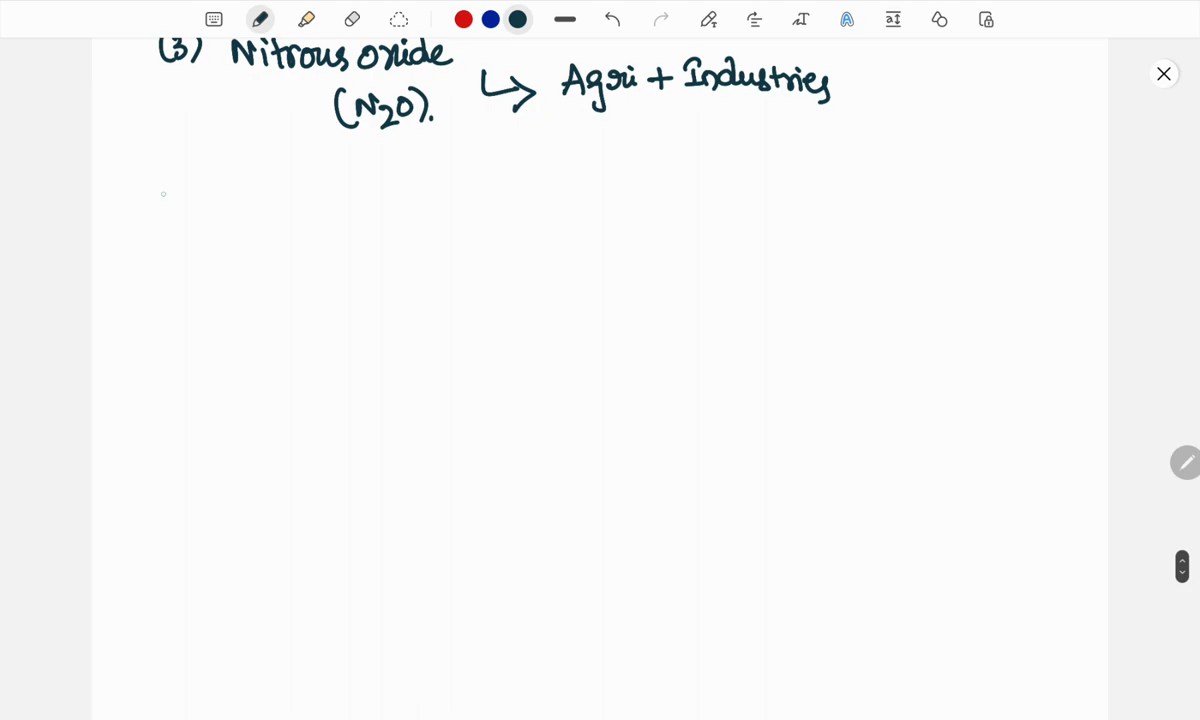 (3) Nitrous oxide
(N2O).
↳ Agri + Industries